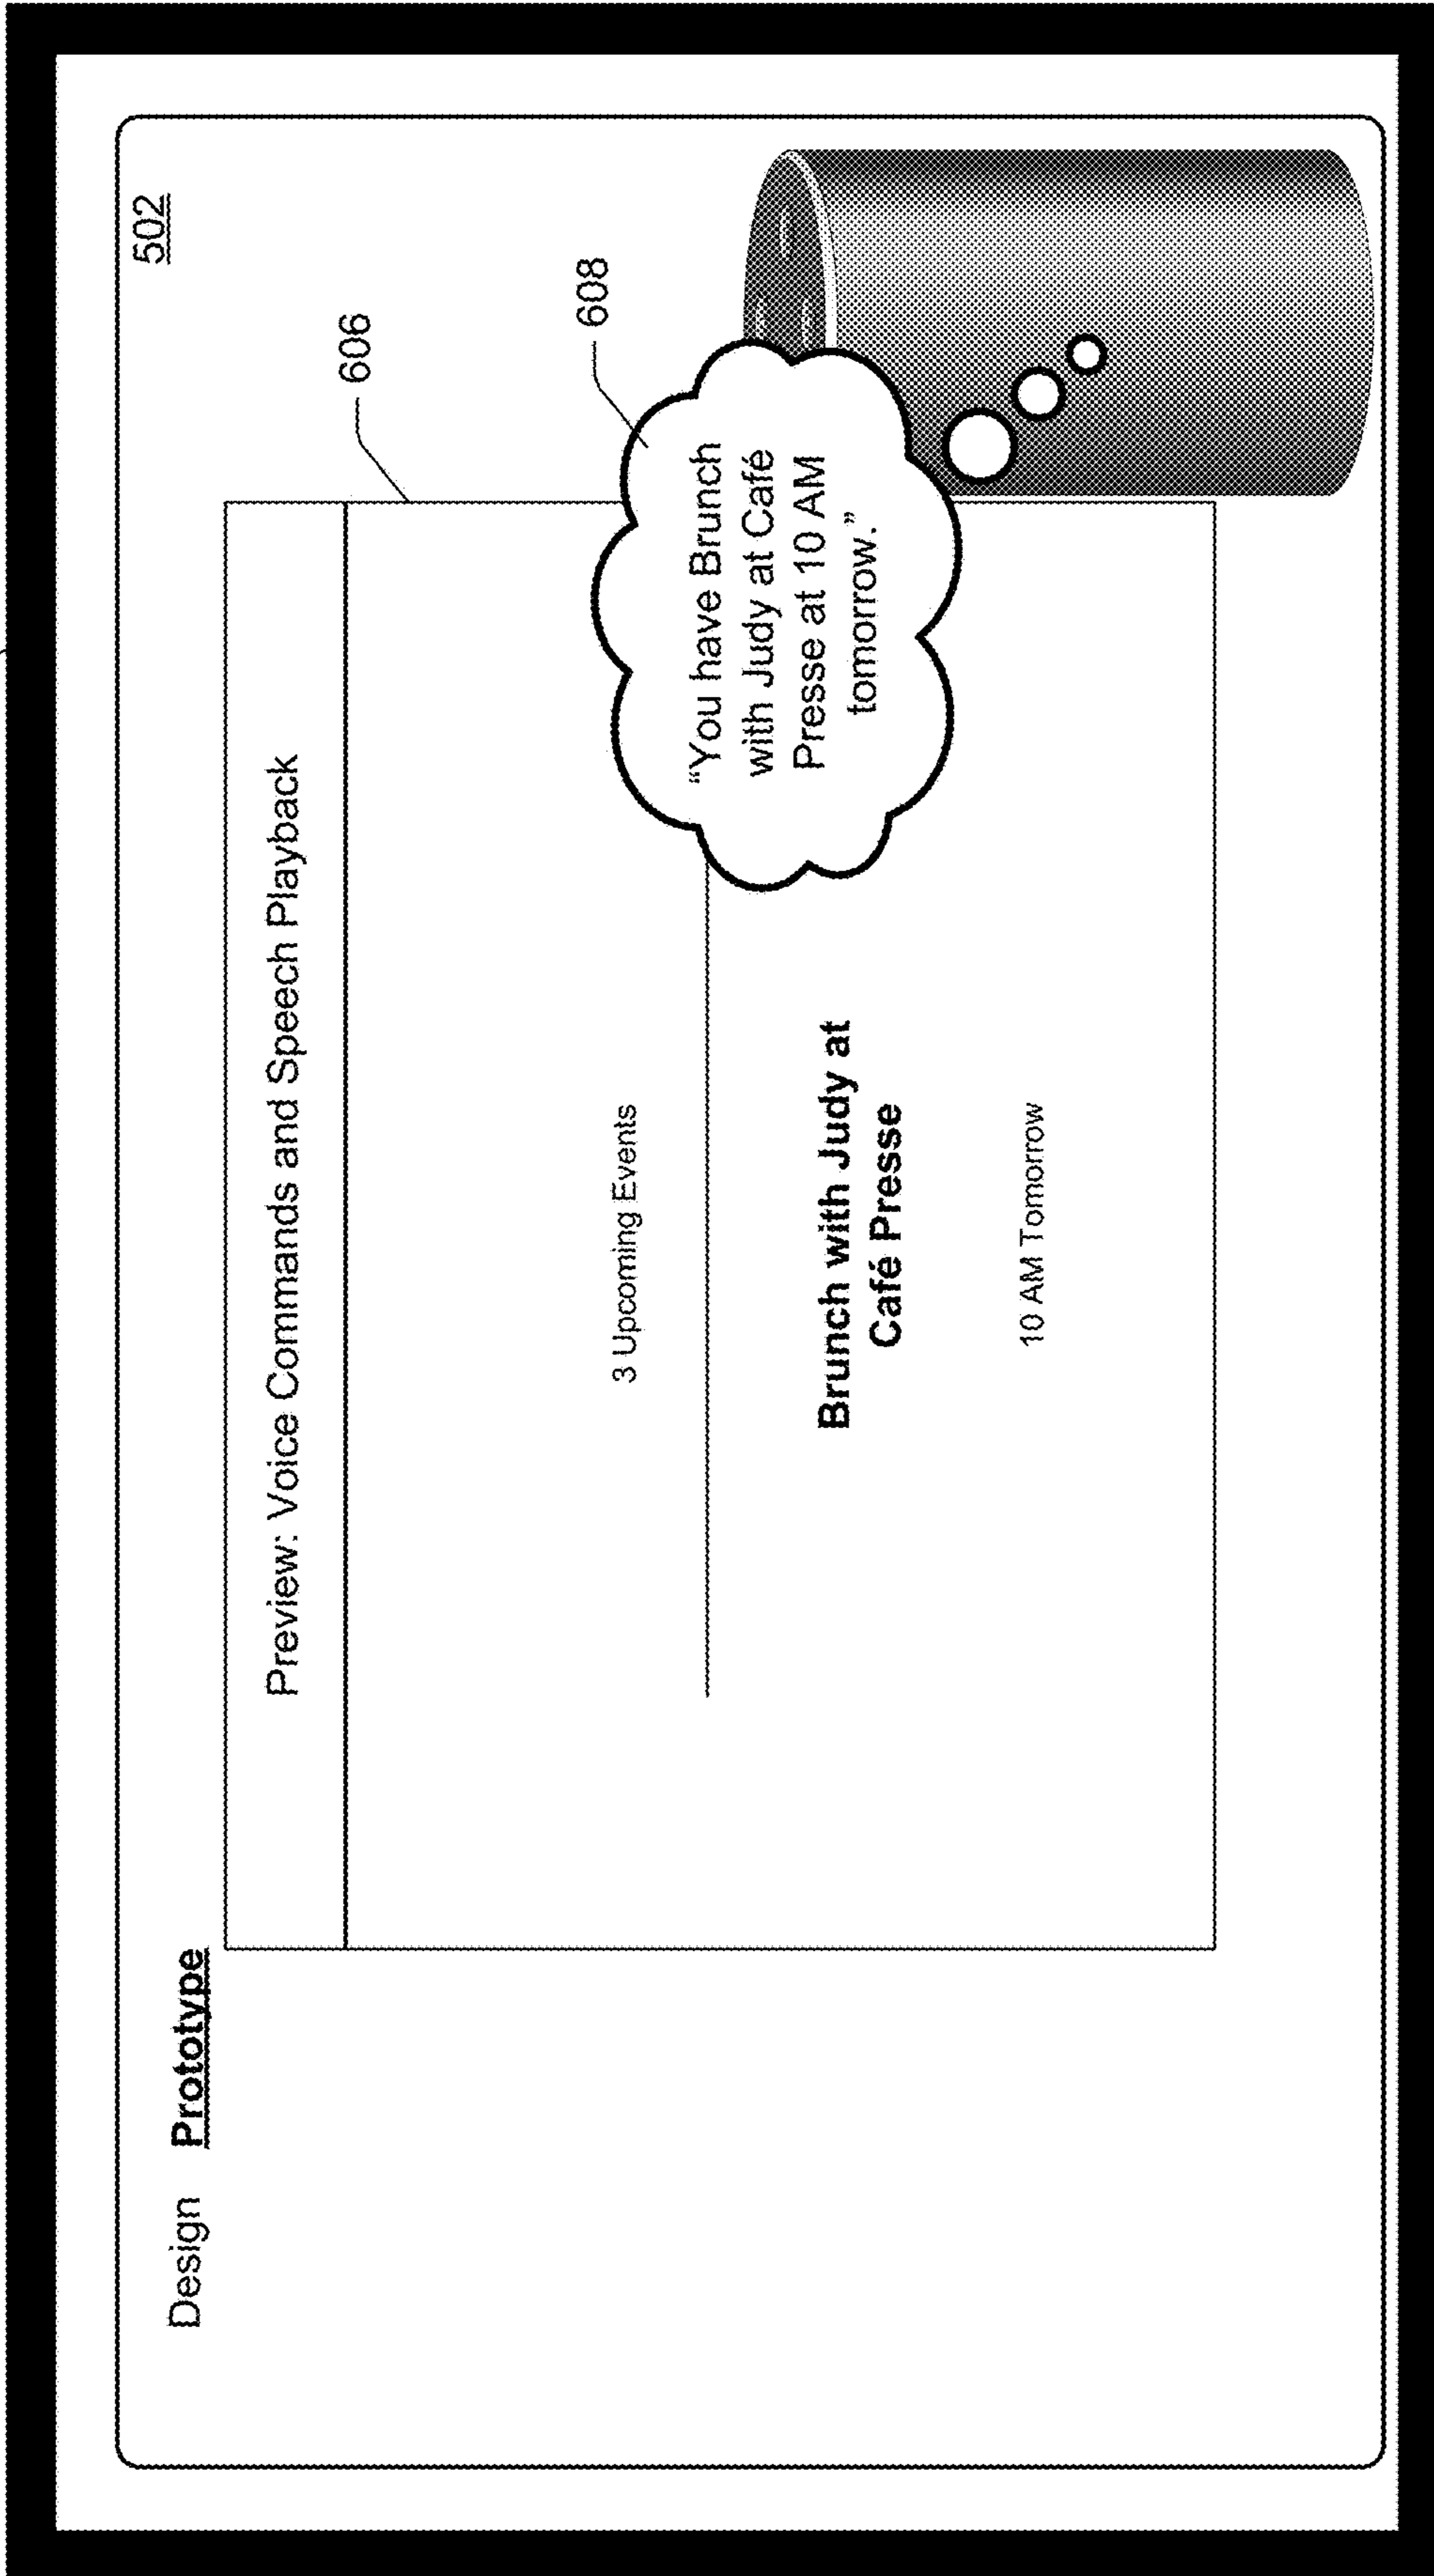 502
Design Prototype
606
Preview: Voice Commands and Speech Playback
608
3 Upcoming Events
“You have Brunch
with Judy at Café
Presse at 10 AM
tomorrow.”
Brunch with Judy at
Café Presse
10 AM Tomorrow